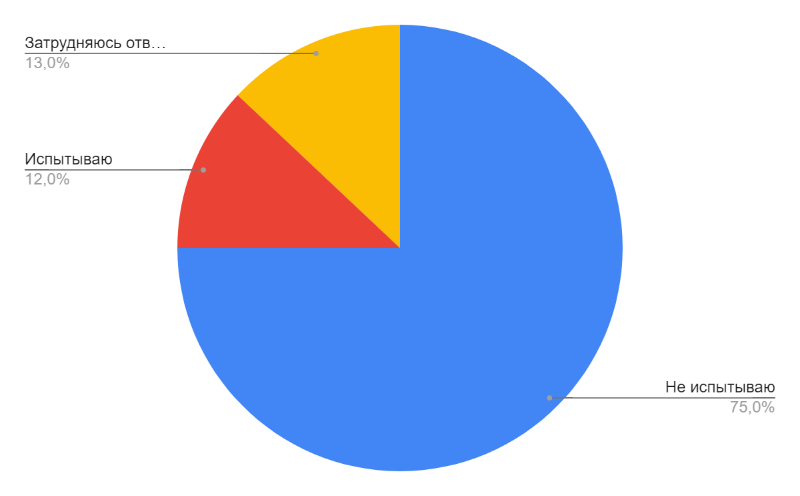 Затрудняюсь отв…
13,0%
Испытываю
12,0%
Не испытываю
75,0%